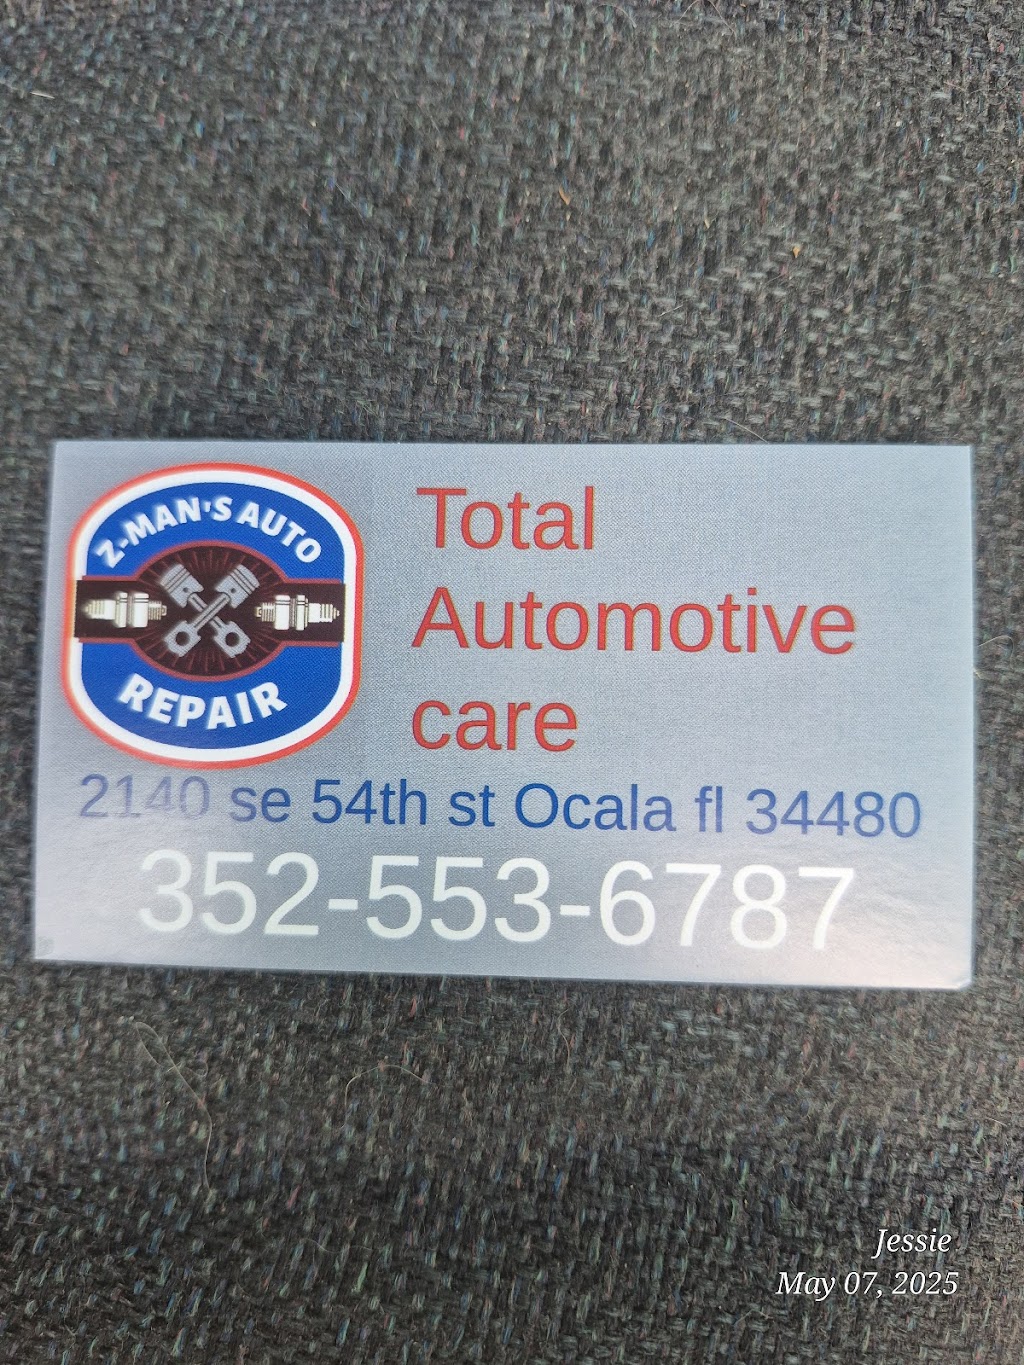 Z-MAN'S AUTO
REPAIR
Total
Automotive
care
2140 se 54th st Ocala fl 34480
352-553-6787
Jessie
May 07, 2025